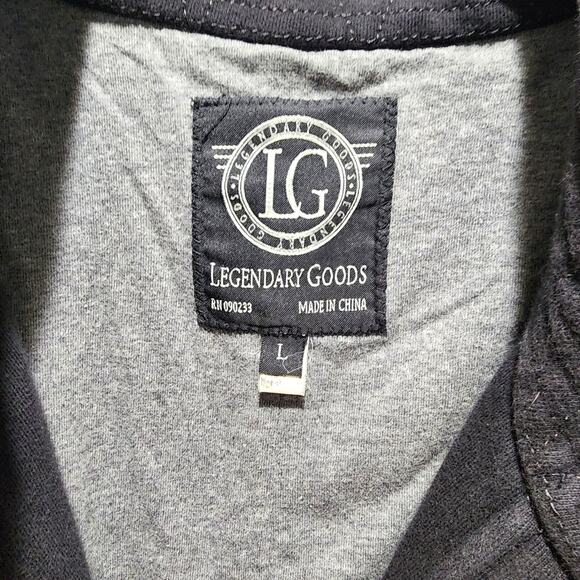 LEGENDARY GOODS • LEGENDARY GOODS •
LG
LEGENDARY GOODS
RN 090233 MADE IN CHINA
L